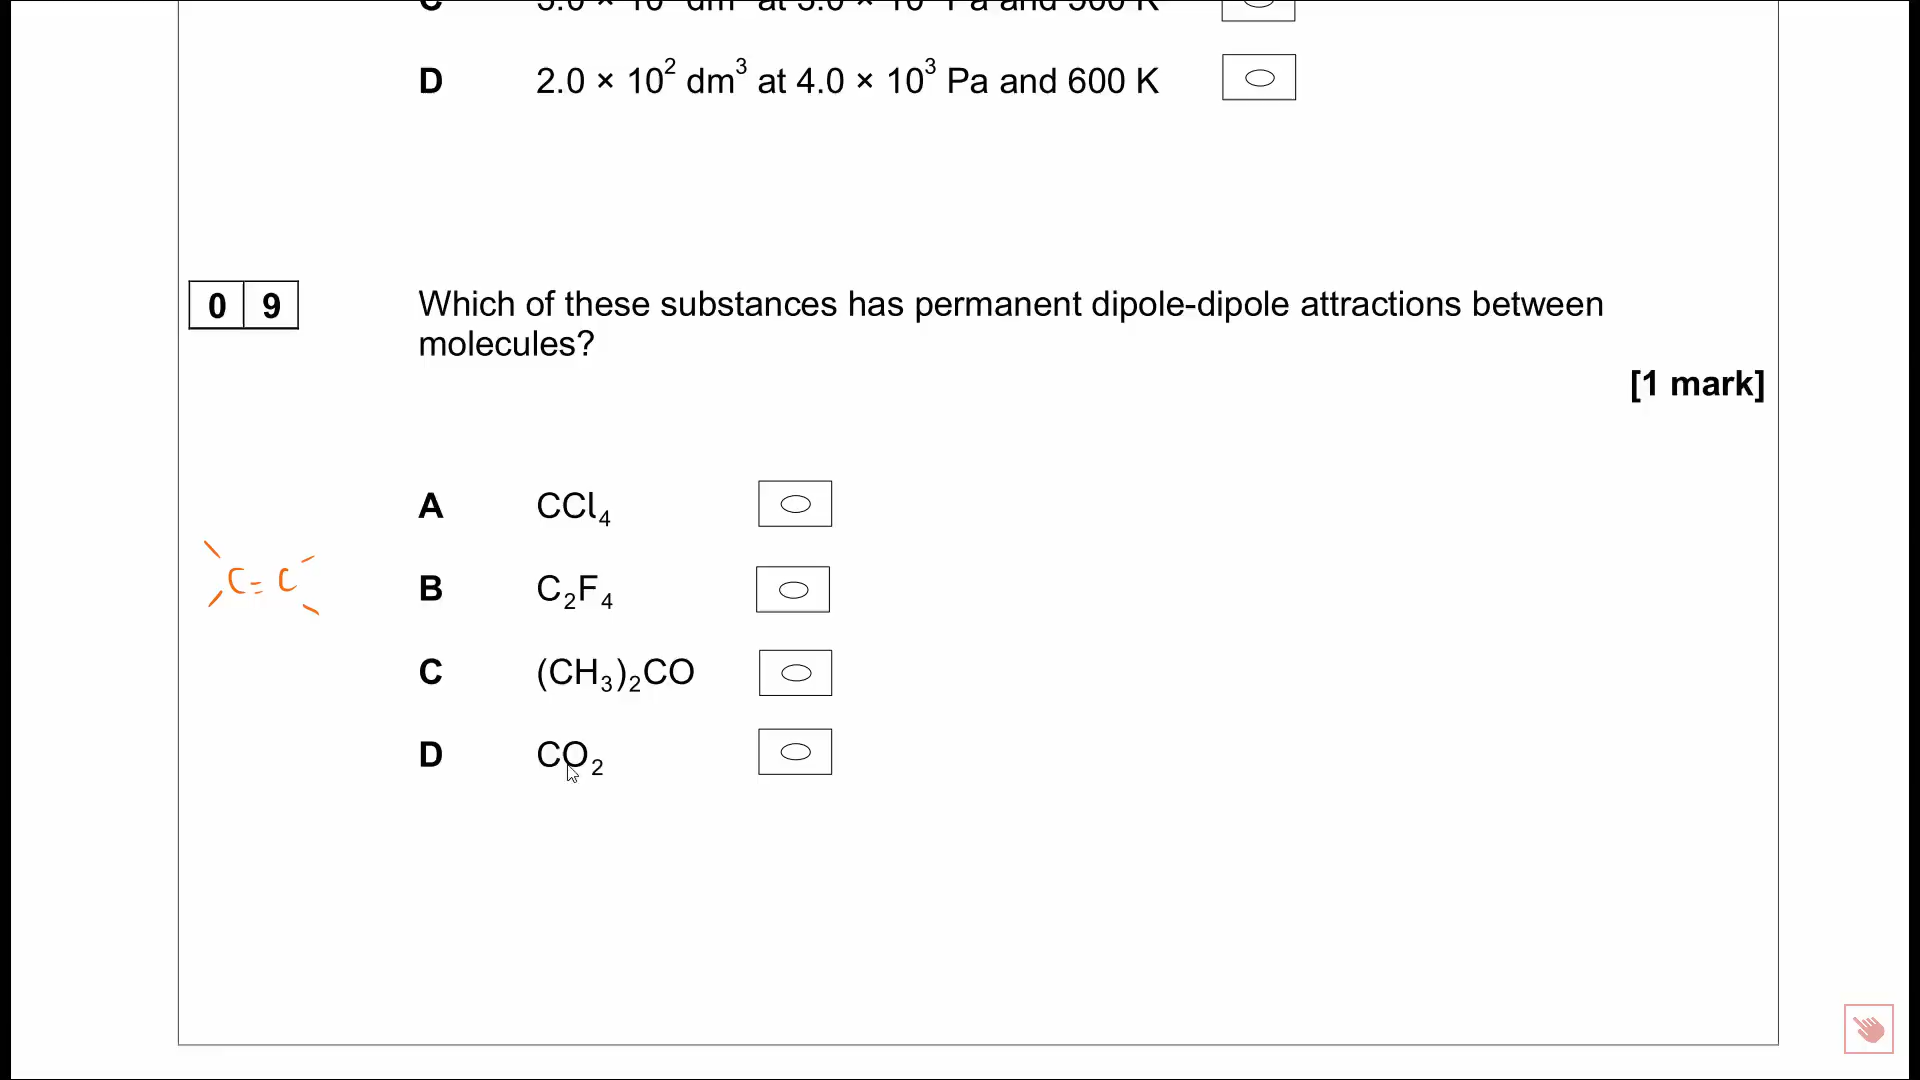 D 2.0 × 10² dm³ at 4.0 × 10³ Pa and 600 K
0 9 Which of these substances has permanent dipole-dipole attractions between
molecules?
[1 mark]
A CCl₄
B C₂F₄
C=C
C (CH₃)₂CO
D CO₂